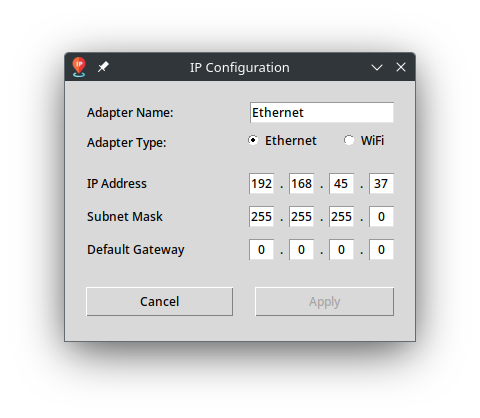 IP
IP Configuration
Adapter Name: Ethernet
Adapter Type: Ethernet WiFi
IP Address 192 . 168 . 45 . 37
Subnet Mask 255 . 255 . 255 . 0
Default Gateway 0 . 0 . 0 . 0
Cancel Apply